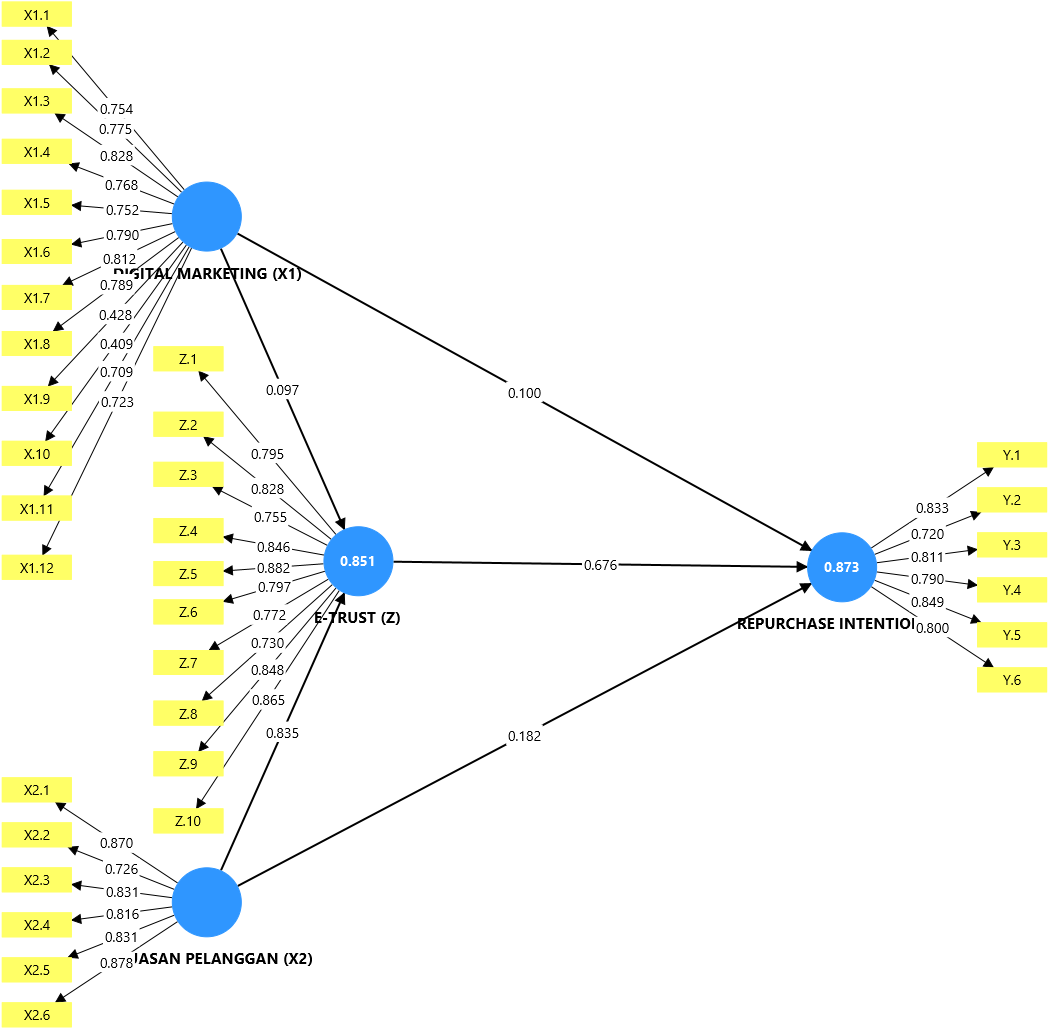 X1.1
X1.2
X1.3
X1.4
X1.5
X1.6
X1.7
X1.8
X1.9
X.10
X1.11
X1.12
0.754
0.775
0.828
0.768
0.752
0.790
0.812
0.789
0.428
0.409
0.709
0.723
DIGITAL MARKETING (X1)
Z.1
Z.2
Z.3
Z.4
Z.5
Z.6
Z.7
Z.8
Z.9
Z.10
0.795
0.828
0.755
0.846
0.882
0.797
0.772
0.730
0.848
0.865
0.097
0.100
0.851
E-TRUST (Z)
0.676
0.835
0.182
0.873
REPURCHASE INTENTION
0.833
0.720
0.811
0.790
0.849
0.800
Y.1
Y.2
Y.3
Y.4
Y.5
Y.6
X2.1
X2.2
X2.3
X2.4
X2.5
X2.6
0.870
0.726
0.831
0.816
0.831
0.878
PELANGGAN (X2)